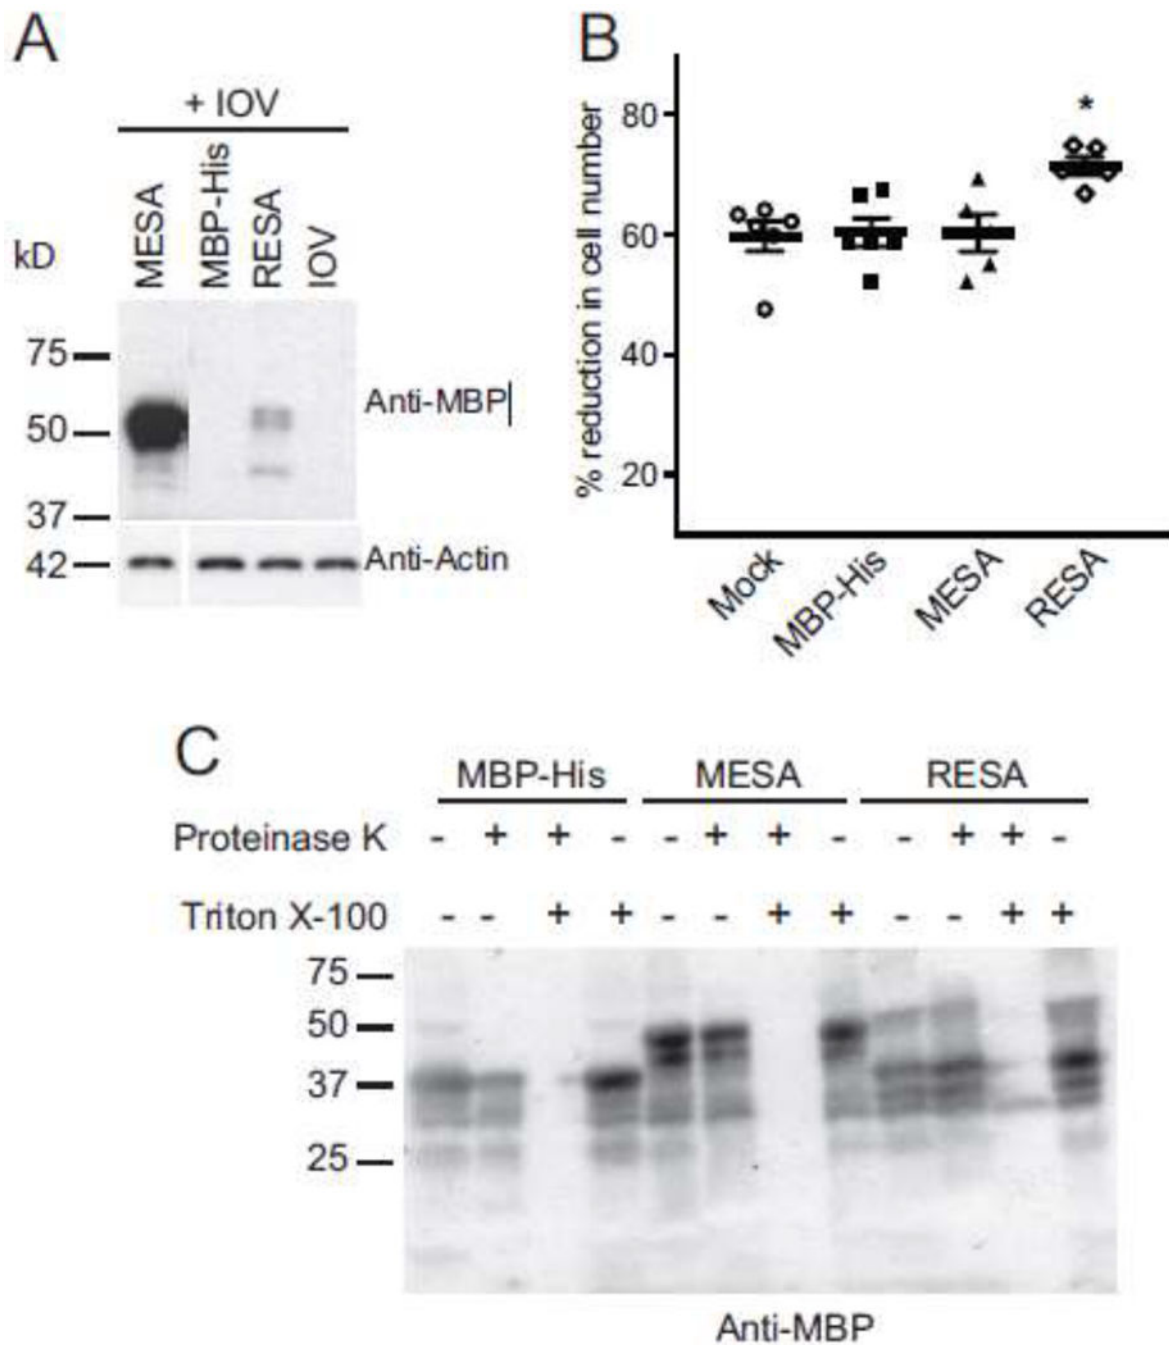 A
+ IOV
MESA
MBP-His
RESA
IOV
kD
75
50
37
42
Anti-MBP
Anti-Actin
B
% reduction in cell number
80
60
40
20
*
Mock
MBP-His
MESA
RESA
C
MBP-His MESA RESA
Proteinase K - + + - - + + - - + + -
Triton X-100 - - + + - - + + - - + +
75
50
37
25
Anti-MBP